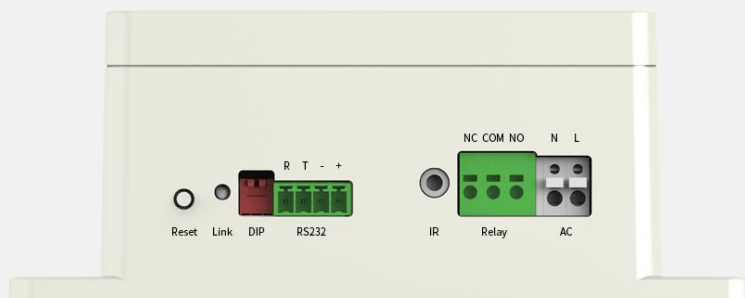 NC COM NO N L
R T - +
Reset Link DIP RS232 IR Relay AC